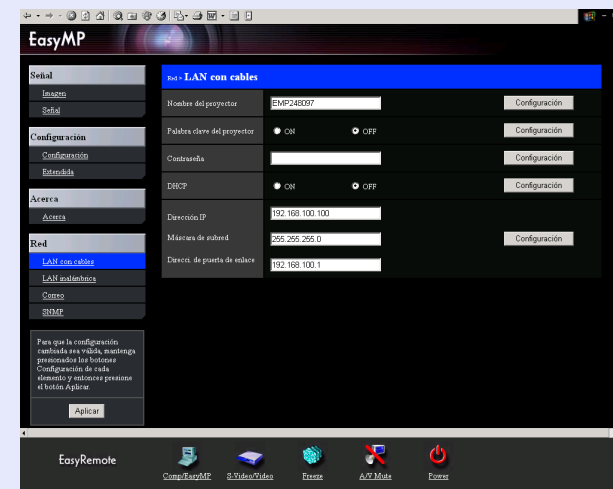 EasyMP
Señal
Imagen
Señal
Configuración
Configuración
Extendida
Acerca
Acerca
Red
LAN con cables
LAN inalámbrica
Correo
SNMP
Para que la configuración
cambiada sea válida, mantenga
presionados los botones
Configuración de cada
elemento y entonces presione
el botón Aplicar.
Aplicar
Red > LAN con cables
Nombre del proyector EMP248097 Configuración
Palabra clave del proyector ON OFF Configuración
Contraseña Configuración
DHCP ON OFF Configuración
Dirección IP 192.168.100.100
Máscara de subred 255.255.255.0 Configuración
Direcci. de puerta de enlace 192.168.100.1
EasyRemote
Comp/EasyMP S-Video/Video Freeze A/V Mute Power